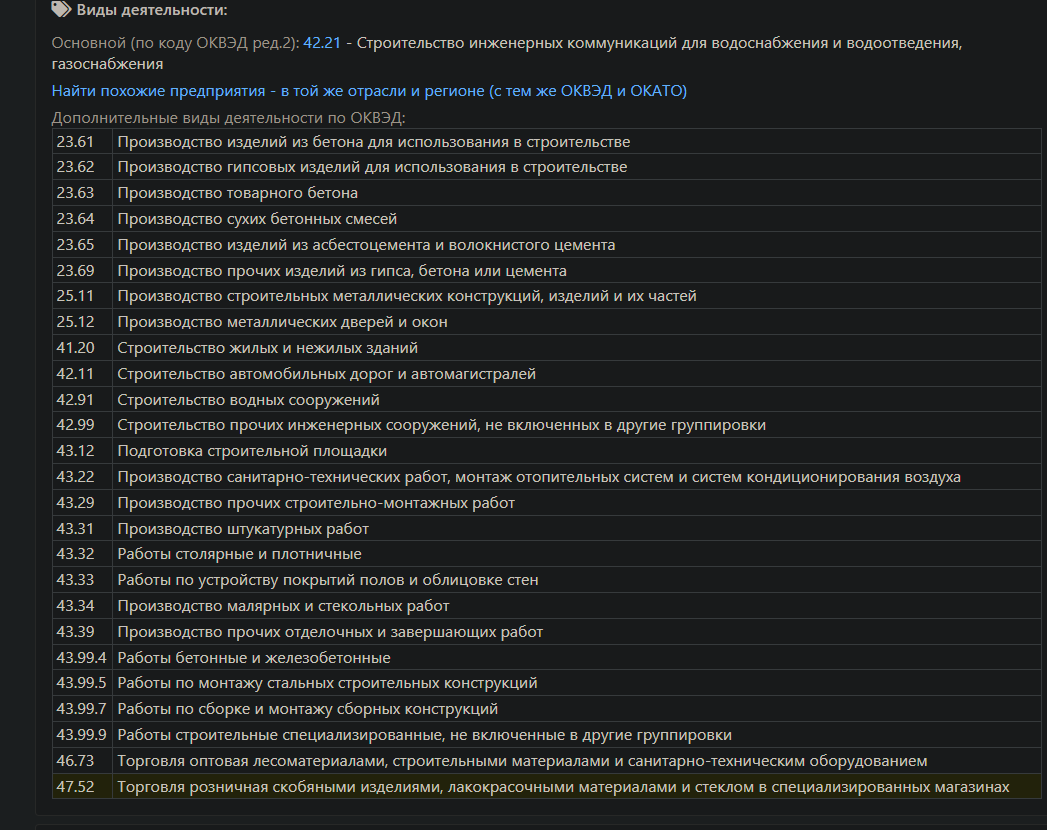 Виды деятельности:
Основной (по коду ОКВЭД ред.2): 42.21 - Строительство инженерных коммуникаций для водоснабжения и водоотведения,
газоснабжения
Найти похожие предприятия - в той же отрасли и регионе (с тем же ОКВЭД и ОКАТО)
Дополнительные виды деятельности по ОКВЭД:
23.61 Производство изделий из бетона для использования в строительстве
23.62 Производство гипсовых изделий для использования в строительстве
23.63 Производство товарного бетона
23.64 Производство сухих бетонных смесей
23.65 Производство изделий из асбестоцемента и волокнистого цемента
23.69 Производство прочих изделий из гипса, бетона или цемента
25.11 Производство строительных металлических конструкций, изделий и их частей
25.12 Производство металлических дверей и окон
41.20 Строительство жилых и нежилых зданий
42.11 Строительство автомобильных дорог и автомагистралей
42.91 Строительство водных сооружений
42.99 Строительство прочих инженерных сооружений, не включенных в другие группировки
43.12 Подготовка строительной площадки
43.22 Производство санитарно-технических работ, монтаж отопительных систем и систем кондиционирования воздуха
43.29 Производство прочих строительно-монтажных работ
43.31 Производство штукатурных работ
43.32 Работы столярные и плотничные
43.33 Работы по устройству покрытий полов и облицовке стен
43.34 Производство малярных и стекольных работ
43.39 Производство прочих отделочных и завершающих работ
43.99.4 Работы бетонные и железобетонные
43.99.5 Работы по монтажу стальных строительных конструкций
43.99.7 Работы по сборке и монтажу сборных конструкций
43.99.9 Работы строительные специализированные, не включенные в другие группировки
46.73 Торговля оптовая лесоматериалами, строительными материалами и санитарно-техническим оборудованием
47.52 Торговля розничная скобяными изделиями, лакокрасочными материалами и стеклом в специализированных магазинах